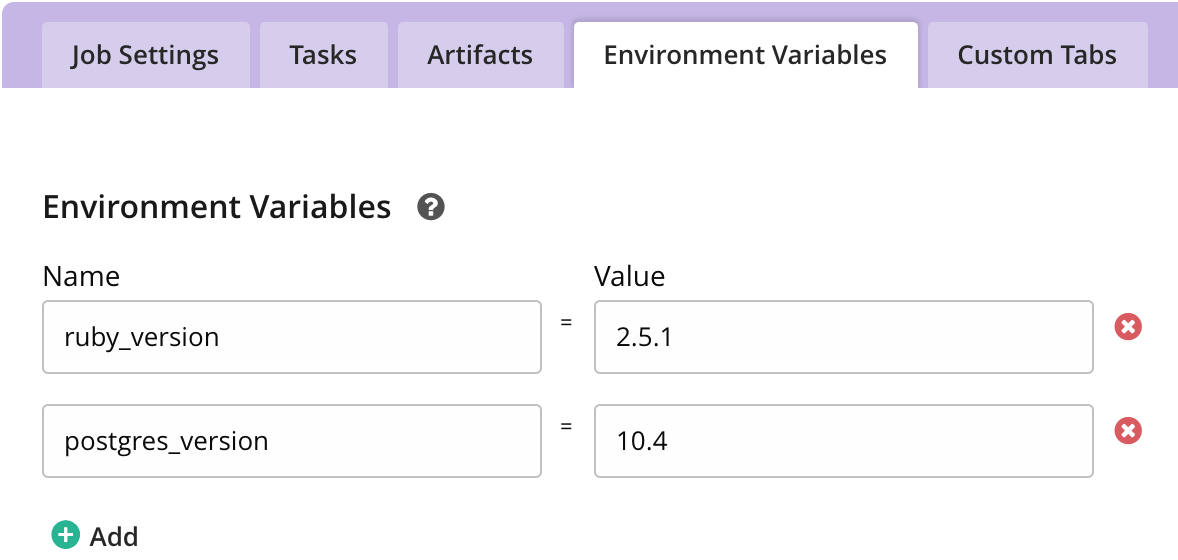 Job Settings Tasks Artifacts Environment Variables Custom Tabs
Environment Variables ?
Name Value
ruby_version = 2.5.1
postgres_version = 10.4
Add